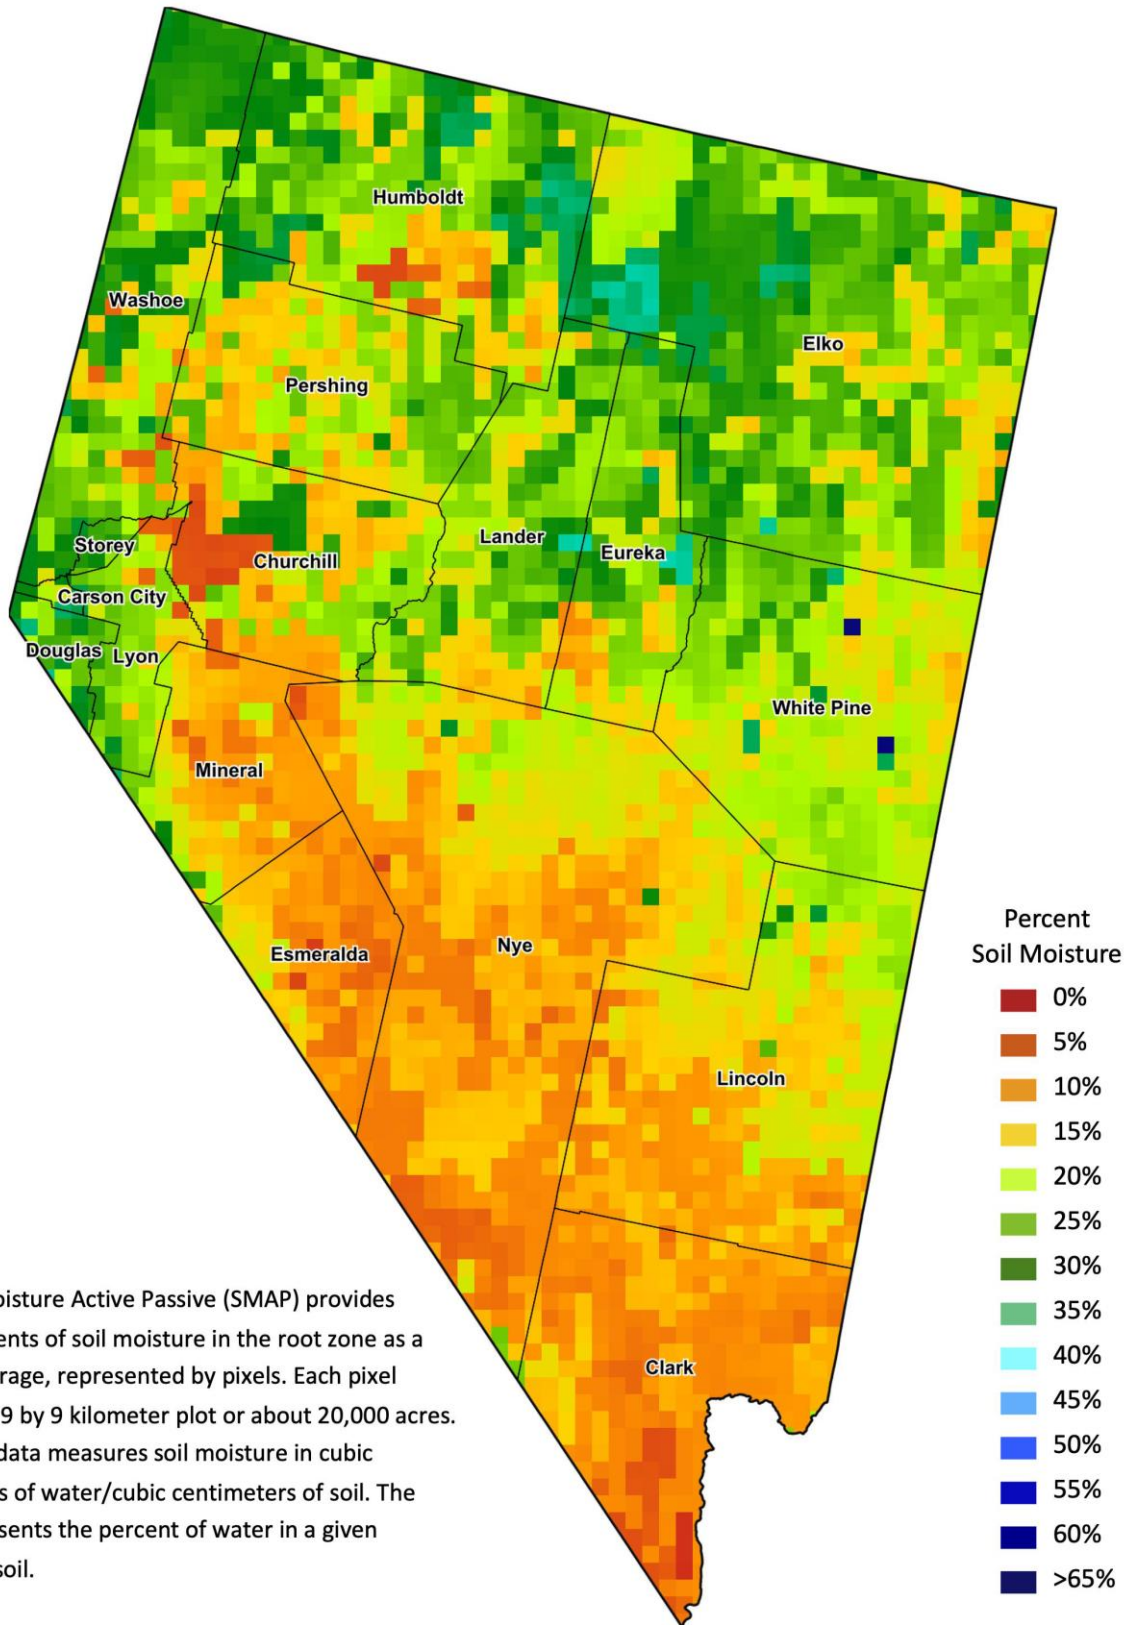 Humboldt
Washoe
Elko
Pershing
Storey
Lander
Churchill
Eureka
Carson City
Douglas
Lyon
White Pine
Mineral
Esmeralda
Nye
Lincoln
Clark
Percent
Soil Moisture
0%
5%
10%
15%
20%
25%
30%
35%
40%
45%
50%
55%
60%
>65%
oisture Active Passive (SMAP) provides
ents of soil moisture in the root zone as a
rage, represented by pixels. Each pixel
9 by 9 kilometer plot or about 20,000 acres.
data measures soil moisture in cubic
s of water/cubic centimeters of soil. The
sents the percent of water in a given
soil.